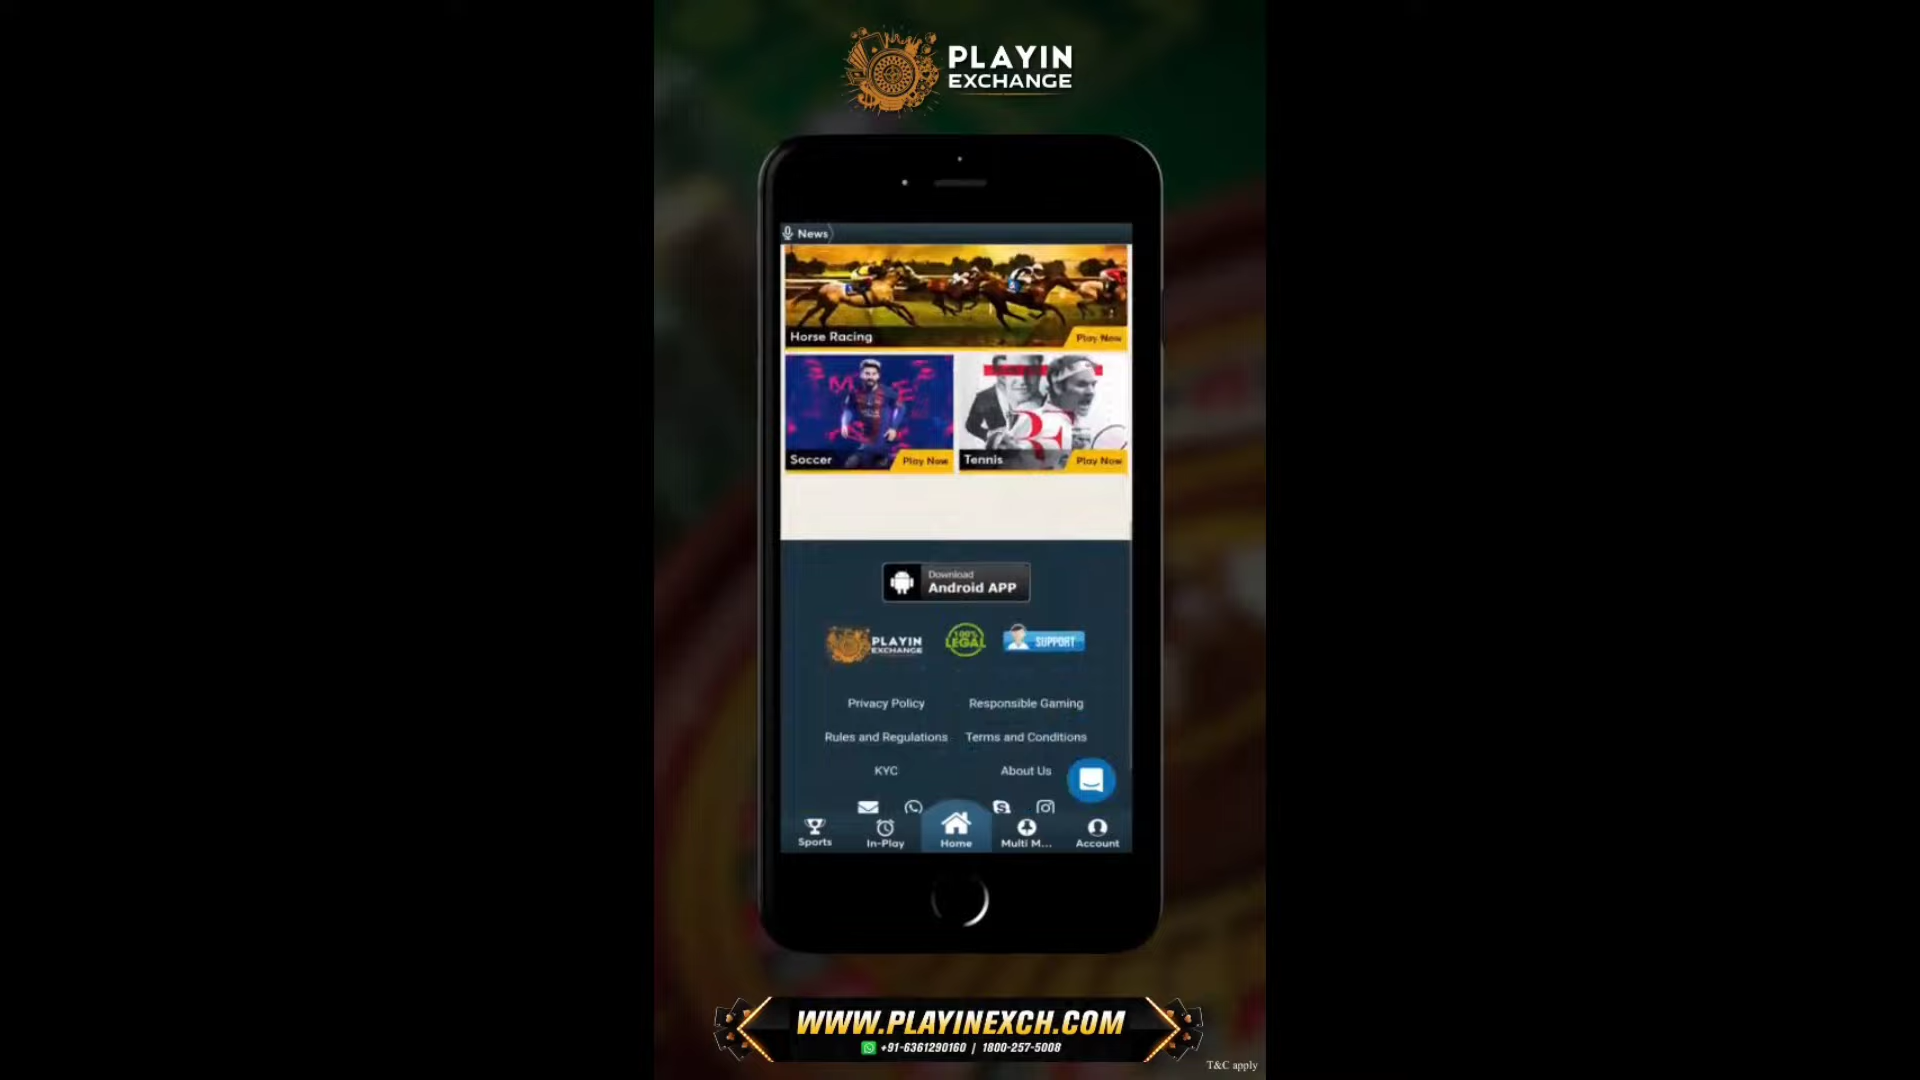 PLAYIN
EXCHANGE
News
Horse Racing
Play Now
Soccer
Play Now
Tennis
Play Now
Download
Android APP
PLAYIN
EXCHANGE
100%
LEGAL
SUPPORT
Privacy Policy
Responsible Gaming
Rules and Regulations
Terms and Conditions
KYC
About Us
Sports
In-Play
Home
Multi M...
Account
WWW.PLAYINEXCH.COM
+91-6361290160 | 1800-257-5008
T&C apply